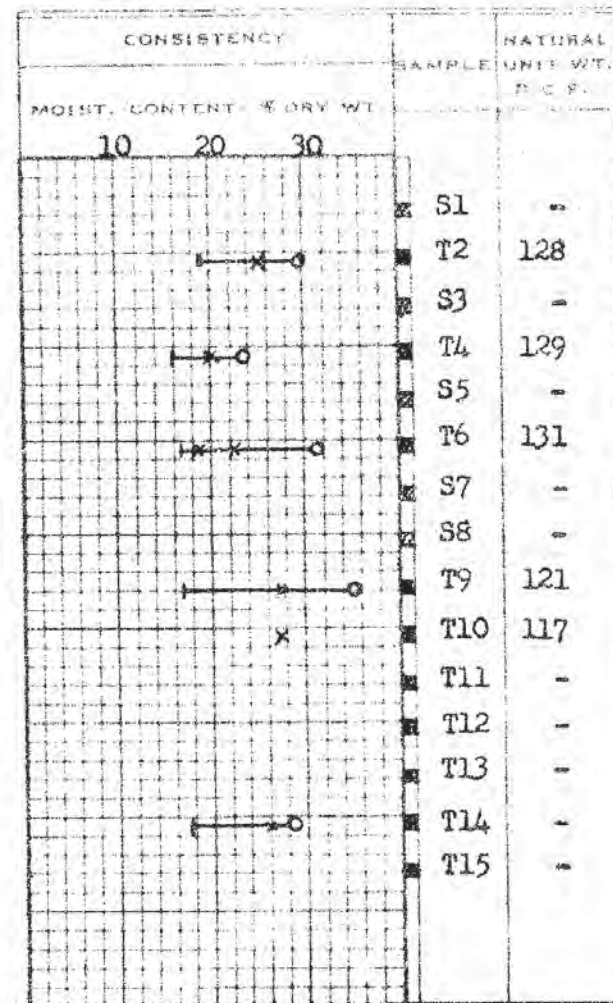 CONSISTENCY
NATURAL
SAMPLE UNIT WT.
P. C. F.
MOIST. CONTENT - % DRY WT.
10 20 30
S1 -
T2 128
S3 -
T4 129
S5 -
T6 131
S7 -
S8 -
T9 121
T10 117
T11 -
T12 -
T13 -
T14 -
T15 -